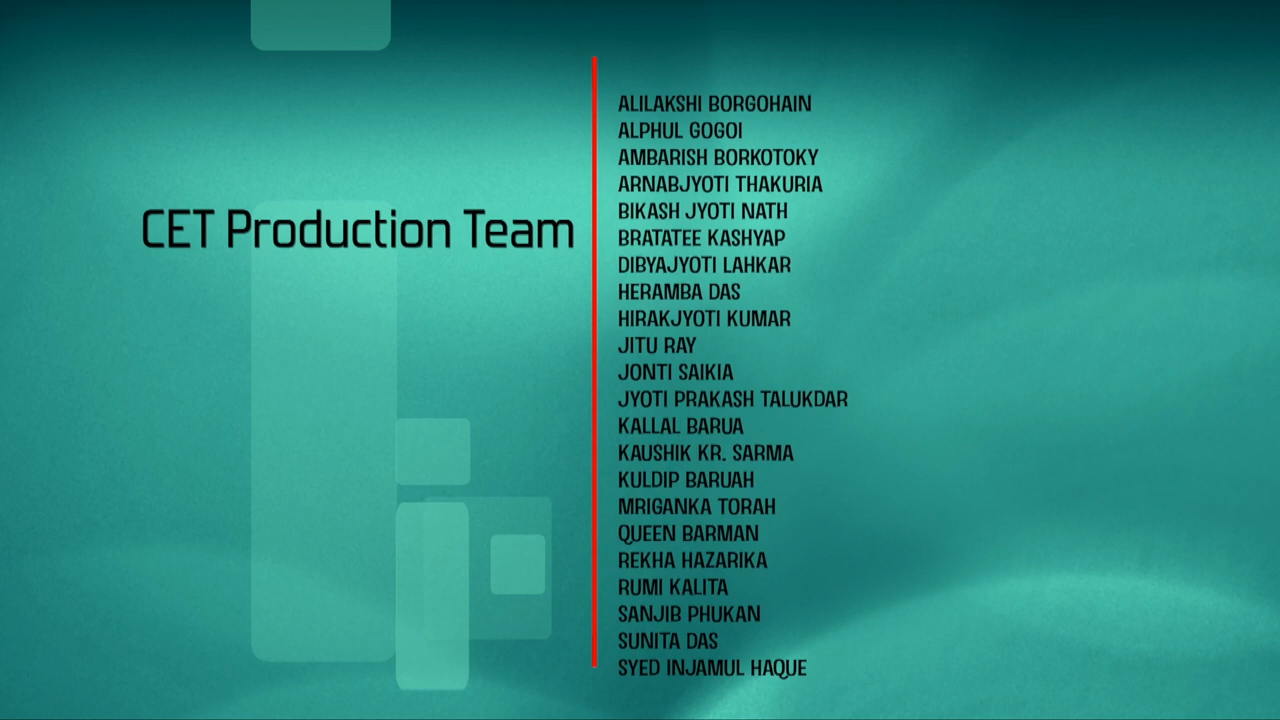 CET Production Team
ALILAKSHI BORGOHAIN
ALPHUL GOGOI
AMBARISH BORKOTOKY
ARNABJYOTI THAKURIA
BIKASH JYOTI NATH
BRATATEE KASHYAP
DIBYAJYOTI LAHKAR
HERAMBA DAS
HIRAKJYOTI KUMAR
JITU RAY
JONTI SAIKIA
JYOTI PRAKASH TALUKDAR
KALLAL BARUA
KAUSHIK KR. SARMA
KULDIP BARUAH
MRIGANKA TORAH
QUEEN BARMAN
REKHA HAZARIKA
RUMI KALITA
SANJIB PHUKAN
SUNITA DAS
SYED INJAMUL HAQUE